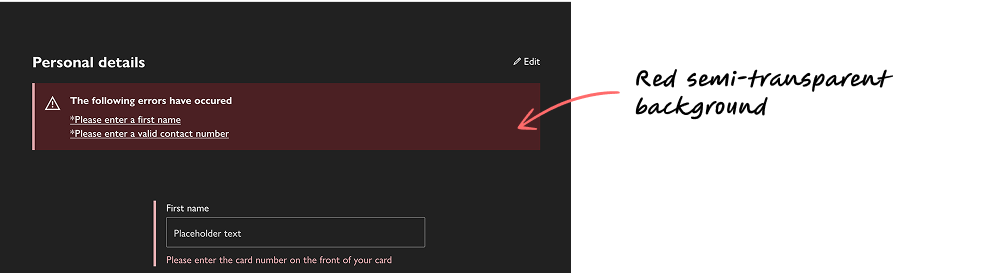 Personal details
Edit
The following errors have occured
*Please enter a first name
*Please enter a valid contact number
Red semi-transparent
background
First name
Placeholder text
Please enter the card number on the front of your card